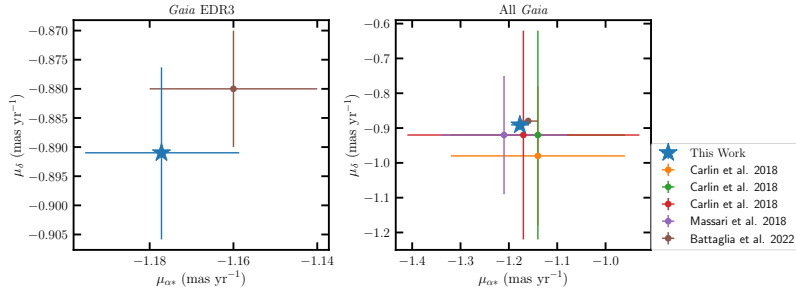 Gaia EDR3
−0.870
−0.875
−0.880
−0.885
−0.890
−0.895
−0.900
−0.905
μδ (mas yr⁻¹)
−1.18
−1.16
−1.14
μα* (mas yr⁻¹)
All Gaia
−0.6
−0.7
−0.8
−0.9
−1.0
−1.1
−1.2
μδ (mas yr⁻¹)
−1.4
−1.3
−1.2
−1.1
−1.0
μα* (mas yr⁻¹)
This Work
Carlin et al. 2018
Carlin et al. 2018
Carlin et al. 2018
Massari et al. 2018
Battaglia et al. 2022